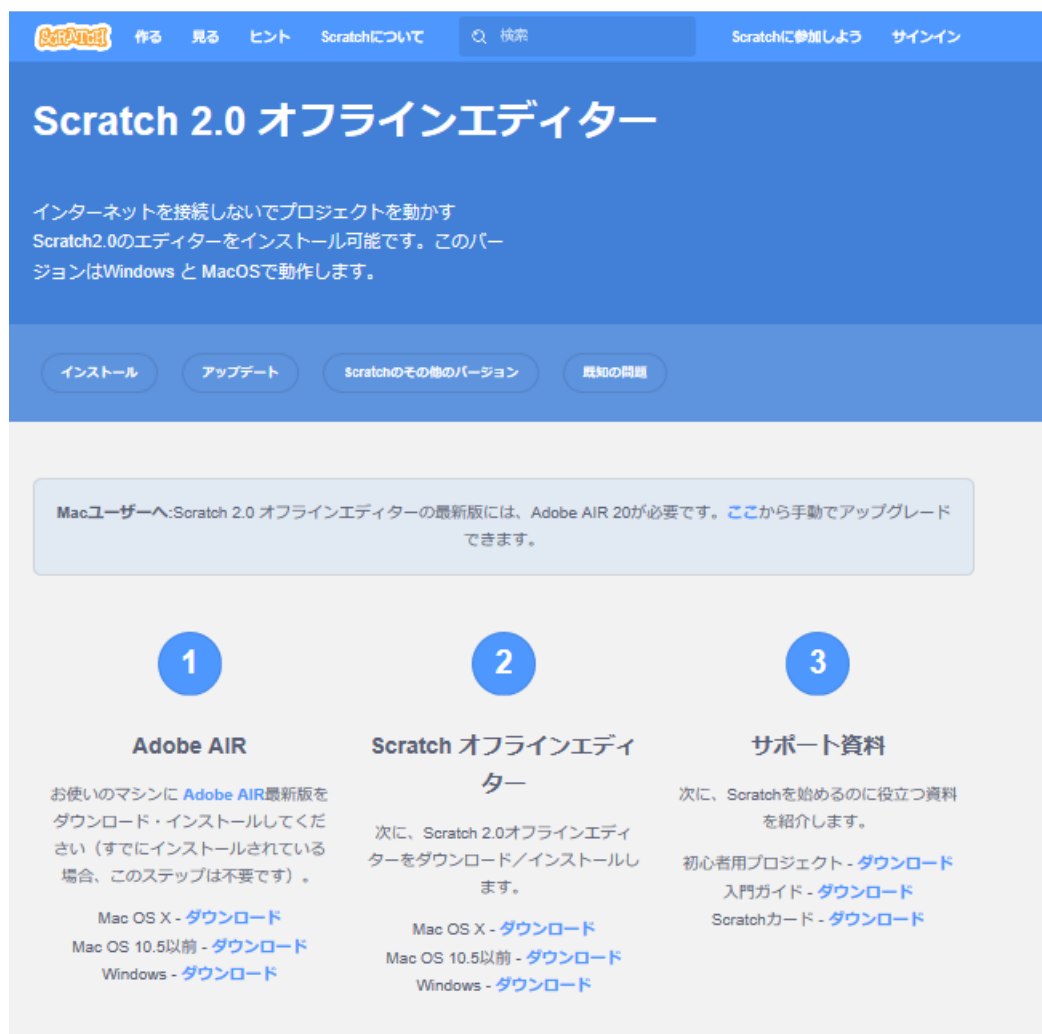 SCRATCH 作る 見る ヒント Scratchについて 検索 Scratchに参加しよう サインイン
Scratch 2.0 オフラインエディター
インターネットを接続しないでプロジェクトを動かす
Scratch2.0のエディターをインストール可能です。このバー
ジョンはWindows と MacOSで動作します。
インストール アップデート Scratchのその他のバージョン 既知の問題
Macユーザーへ:Scratch 2.0 オフラインエディターの最新版には、Adobe AIR 20が必要です。ここから手動でアップグレード
できます。
1
Adobe AIR
お使いのマシンに Adobe AIR最新版を
ダウンロード・インストールしてくだ
さい（すでにインストールされている
場合、このステップは不要です）。
Mac OS X - ダウンロード
Mac OS 10.5以前 - ダウンロード
Windows - ダウンロード
2
Scratch オフラインエディ
ター
次に、Scratch 2.0オフラインエディ
ターをダウンロード／インストールし
ます。
Mac OS X - ダウンロード
Mac OS 10.5以前 - ダウンロード
Windows - ダウンロード
3
サポート資料
次に、Scratchを始めるのに役立つ資料
を紹介します。
初心者用プロジェクト - ダウンロード
入門ガイド - ダウンロード
Scratchカード - ダウンロード